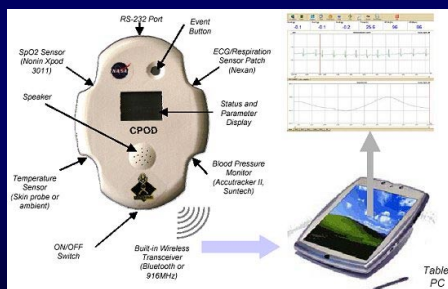 RS-232 Port
Event
Button
SpO2 Sensor
(Nonin Xpod
3011)
ECG/Respiration
Sensor Patch
(Nexan)
NASA
Speaker
Status and
Parameter
Display
CPOD
Temperature
Sensor
(Skin probe or
ambient)
Blood Pressure
Monitor
(Accutracker II,
Suntech)
ON/OFF
Switch
Built-in Wireless
Transceiver
(Bluetooth or
916MHz)
Table
PC